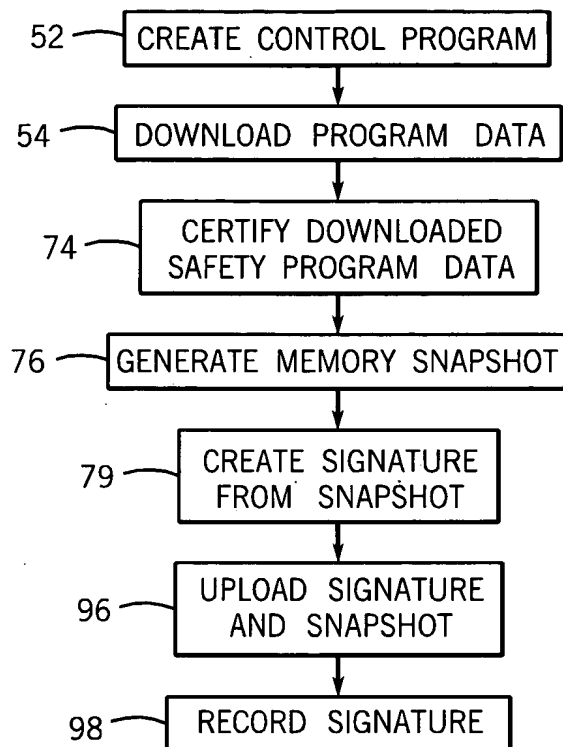 52 CREATE CONTROL PROGRAM
54 DOWNLOAD PROGRAM DATA
74 CERTIFY DOWNLOADED
SAFETY PROGRAM DATA
76 GENERATE MEMORY SNAPSHOT
79 CREATE SIGNATURE
FROM SNAPSHOT
96 UPLOAD SIGNATURE
AND SNAPSHOT
98 RECORD SIGNATURE